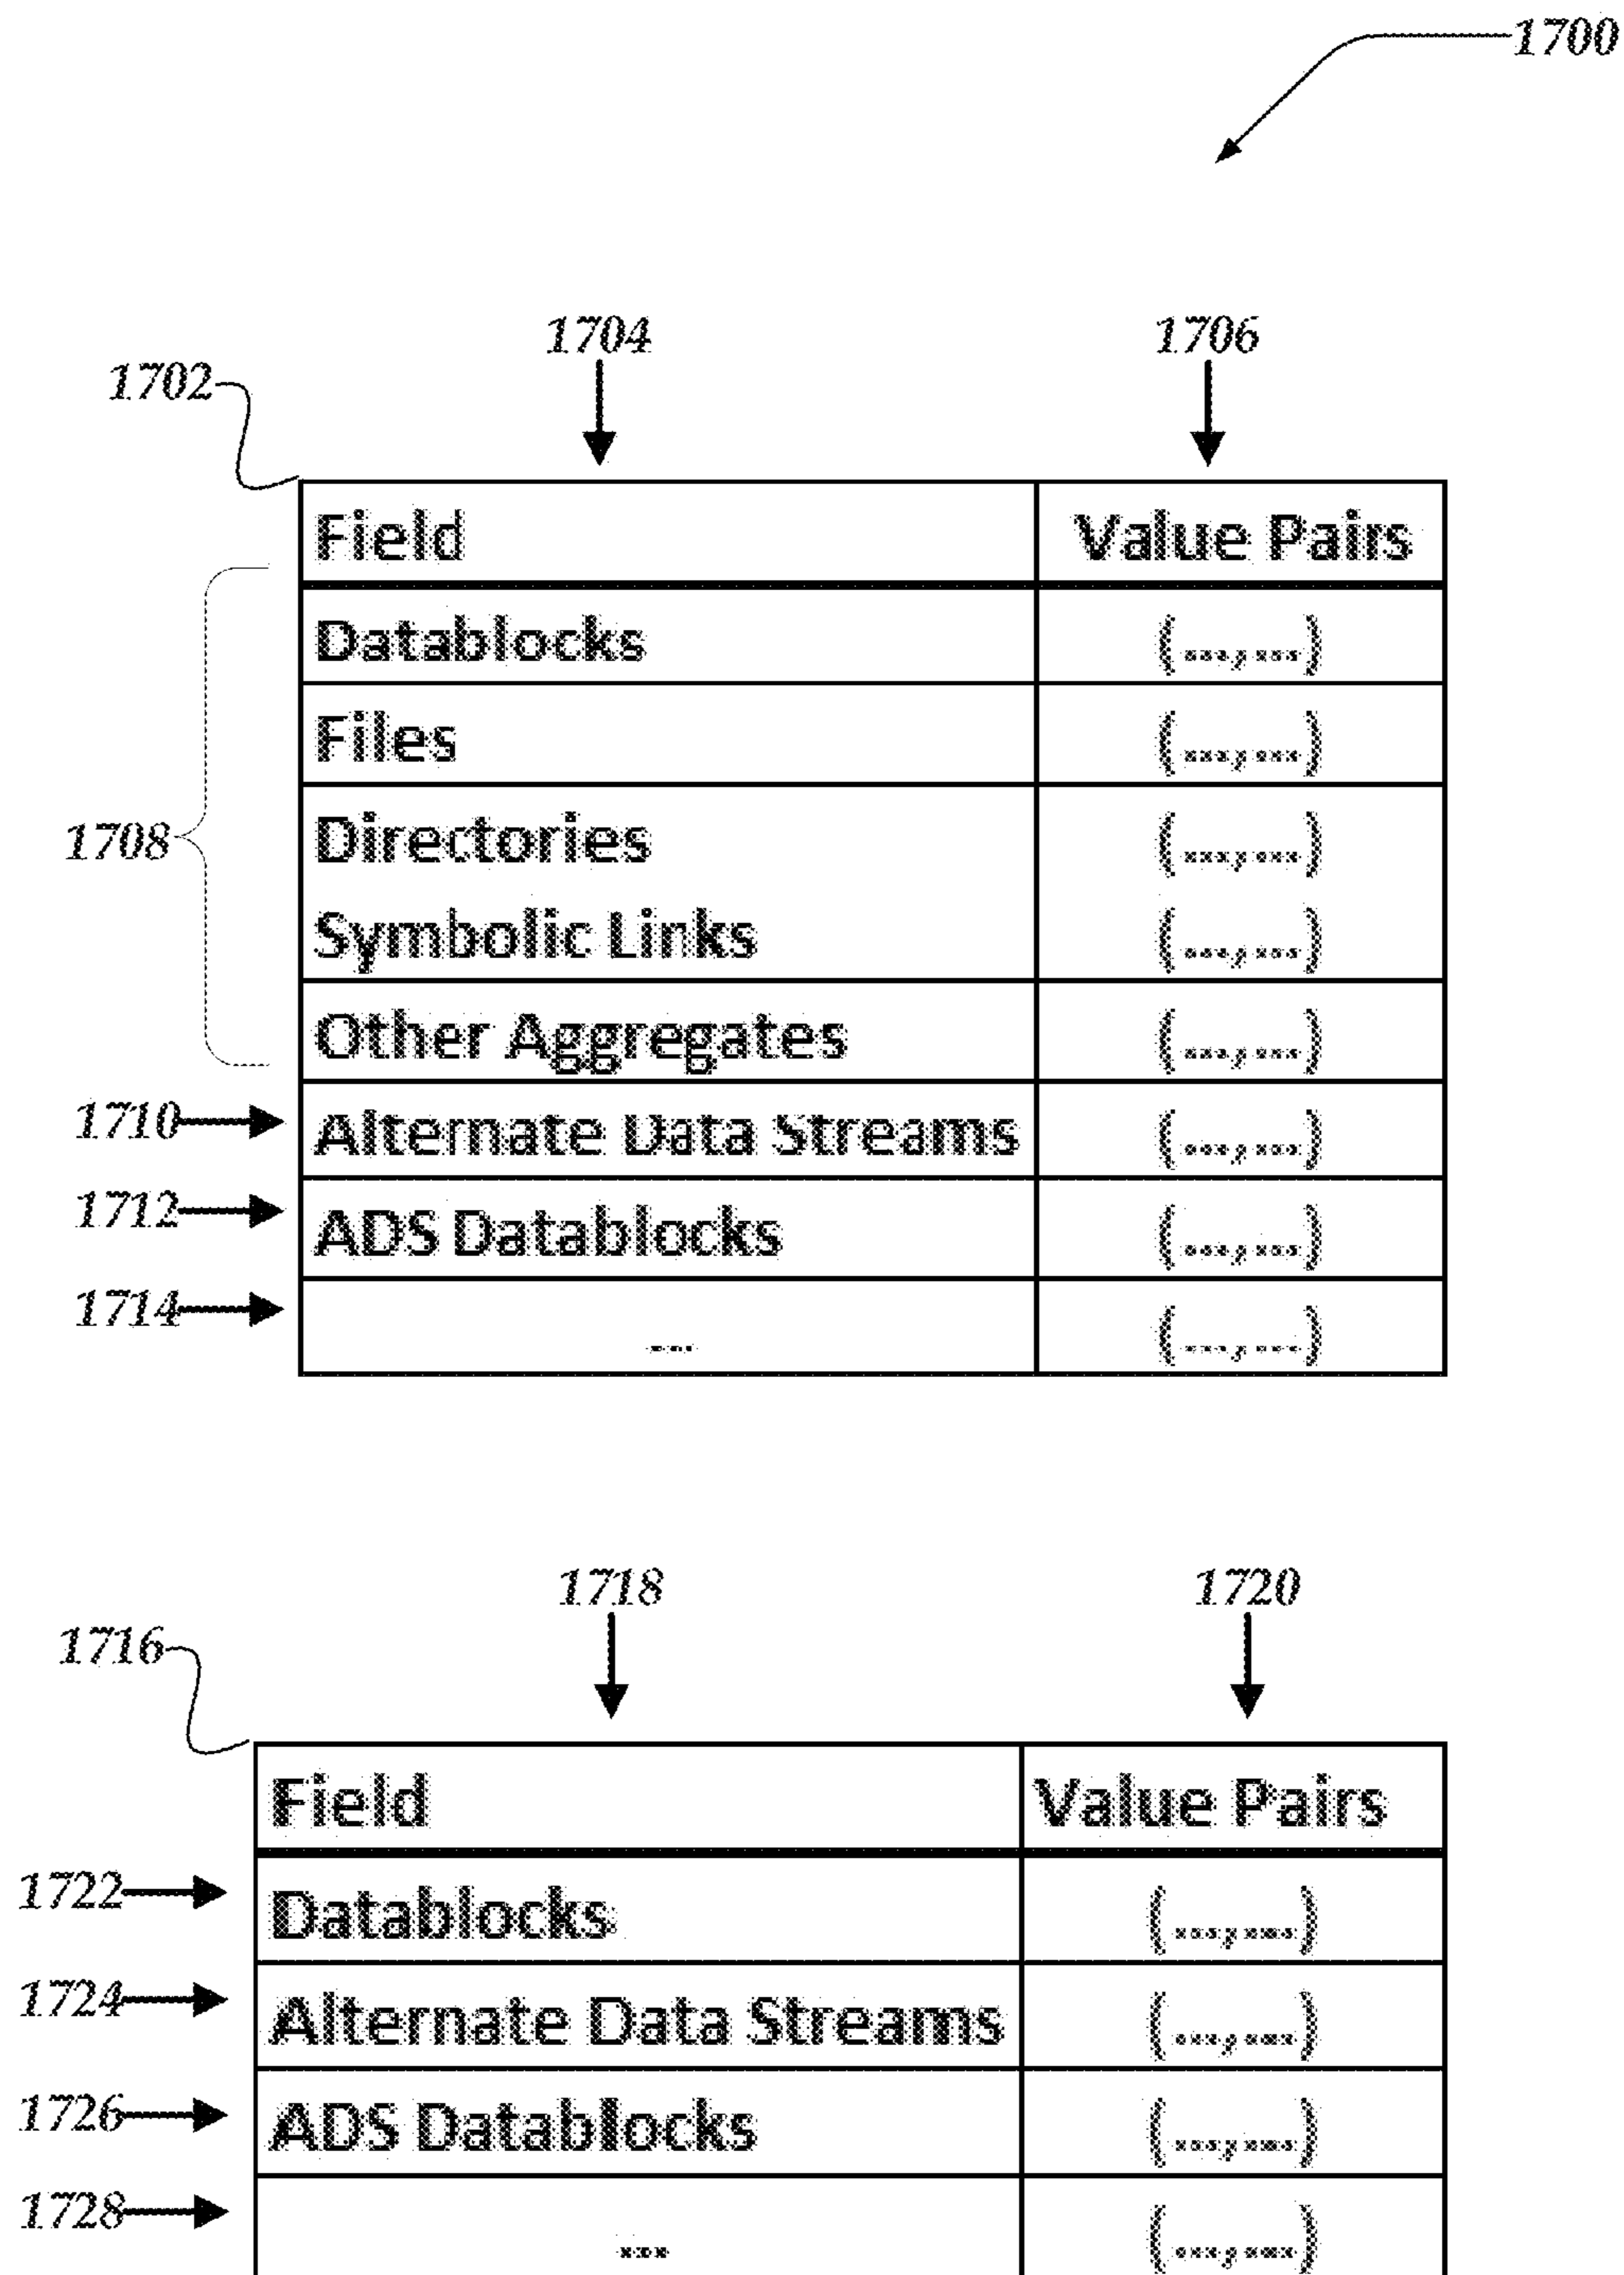 1700
1704 1706
1702
Field Value Pairs
Datablocks (...,...)
Files (...,...)
1708 Directories (...,...)
Symbolic Links (...,...)
Other Aggregates (...,...)
1710 Alternate Data Streams (...,...)
1712 ADS Datablocks (...,...)
1714 ... (...,...)
1718 1720
1716
Field Value Pairs
1722 Datablocks (...,...)
1724 Alternate Data Streams (...,...)
1726 ADS Datablocks (...,...)
1728 ... (...,...)